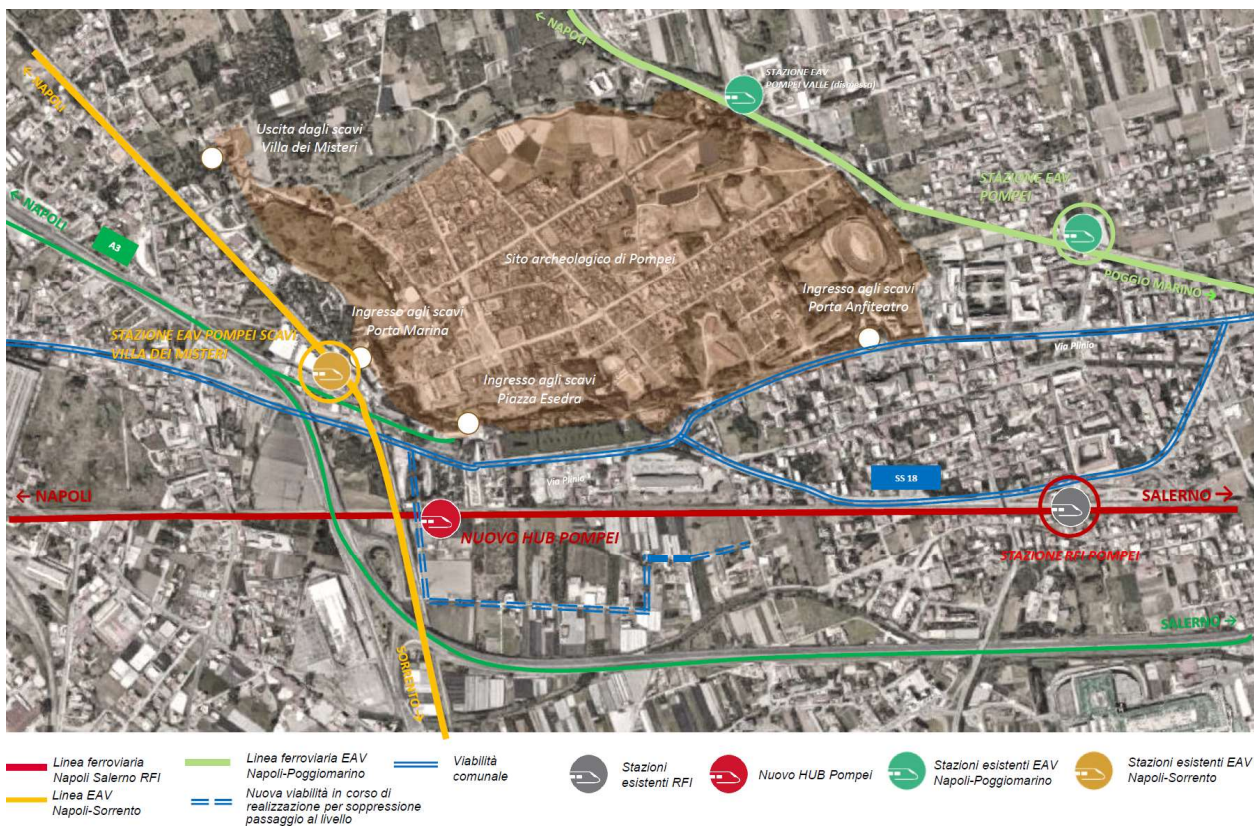 ← NAPOLI
← NAPOLI
STAZIONE EAV
POMPEI VALLE (dismessa)
Uscita dagli scavi
Villa dei Misteri
STAZIONE EAV
POMPEI
← NAPOLI
A3
Sito archeologico di Pompei
POGGIO MARINO →
Ingresso agli scavi
Porta Marina
Ingresso agli scavi
Porta Anfiteatro
STAZIONE EAV POMPEI SCAVI
VILLA DEI MISTERI
Via Plinio
Ingresso agli scavi
Piazza Esedra
Via Plinio
SS 18
← NAPOLI
SALERNO →
NUOVO HUB POMPEI
STAZIONE RFI POMPEI
SALERNO →
SORRENTO →
Linea ferroviaria
Napoli Salerno RFI
Linea EAV
Napoli-Sorrento
Linea ferroviaria EAV
Napoli-Poggiomarino
Nuova viabilità in corso di
realizzazione per soppressione
passaggio al livello
Viabilità
comunale
Stazioni
esistenti RFI
Nuovo HUB Pompei
Stazioni esistenti EAV
Napoli-Poggiomarino
Stazioni esistenti EAV
Napoli-Sorrento